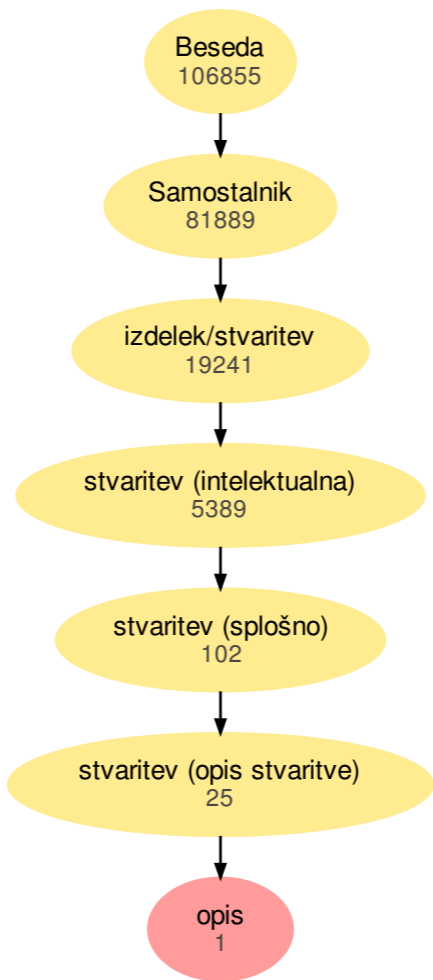 Beseda
106855
Samostalnik
81889
izdelek/stvaritev
19241
stvaritev (intelektualna)
5389
stvaritev (splošno)
102
stvaritev (opis stvaritve)
25
opis
1